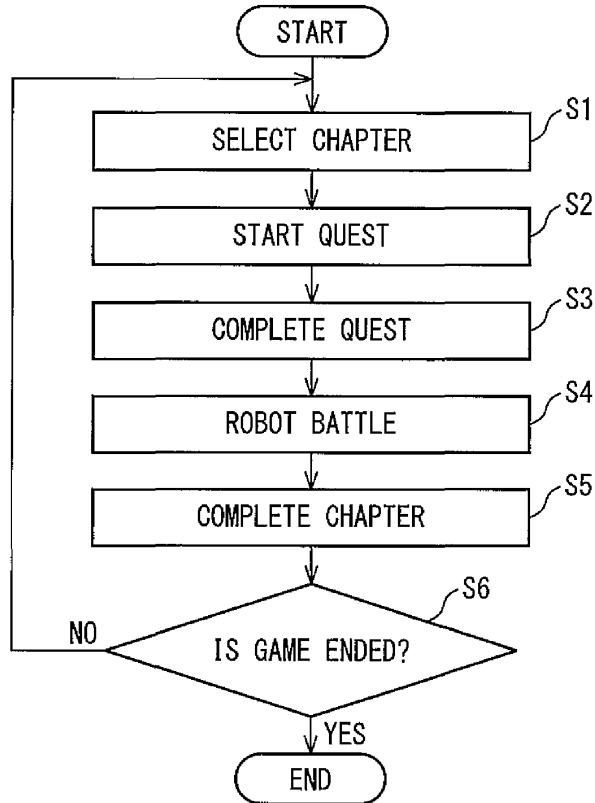 START
SELECT CHAPTER
S1
START QUEST
S2
COMPLETE QUEST
S3
ROBOT BATTLE
S4
COMPLETE CHAPTER
S5
IS GAME ENDED?
S6
NO
YES
END